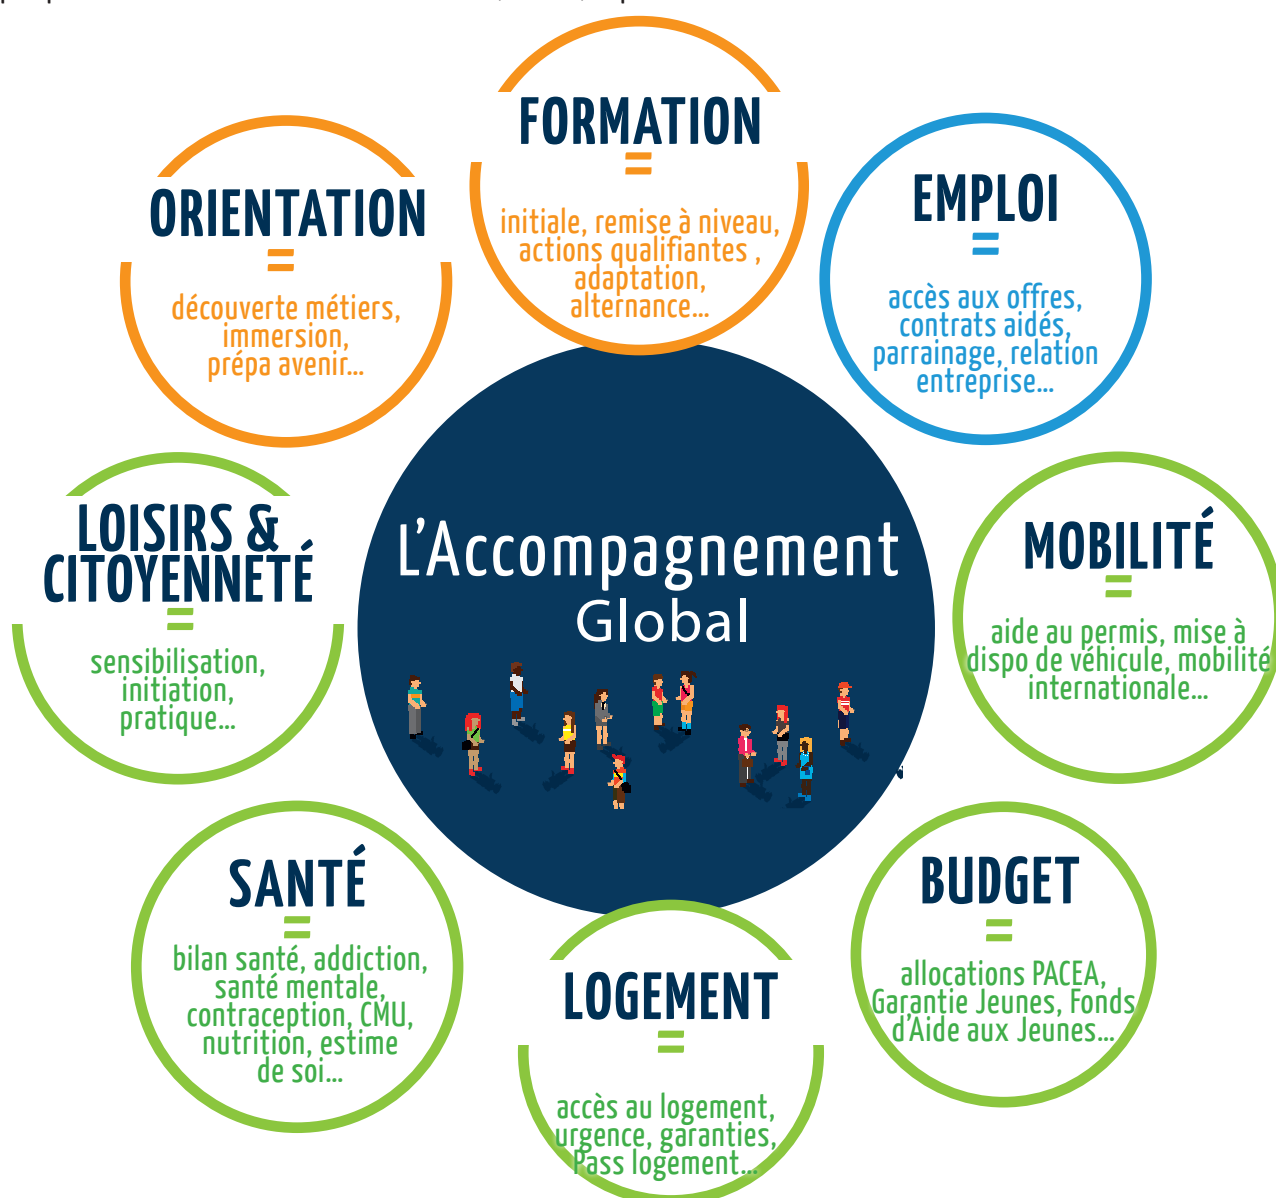 FORMATION
=
initiale, remise à niveau,
actions qualifiantes ,
adaptation,
alternance...
ORIENTATION
=
découverte métiers,
immersion,
prépa avenir...
EMPLOI
=
accès aux offres,
contrats aidés,
parrainage, relation
entreprise...
LOISIRS &
CITOYENNETÉ
=
sensibilisation,
initiation,
pratique...
L'Accompagnement
Global
MOBILITÉ
=
aide au permis, mise à
dispo de véhicule, mobilité
internationale...
SANTÉ
=
bilan santé, addiction,
santé mentale,
contraception, CMU,
nutrition, estime
de soi...
BUDGET
=
allocations PACEA,
Garantie Jeunes, Fonds
d'Aide aux Jeunes...
LOGEMENT
=
accès au logement,
urgence, garanties,
Pass logement...